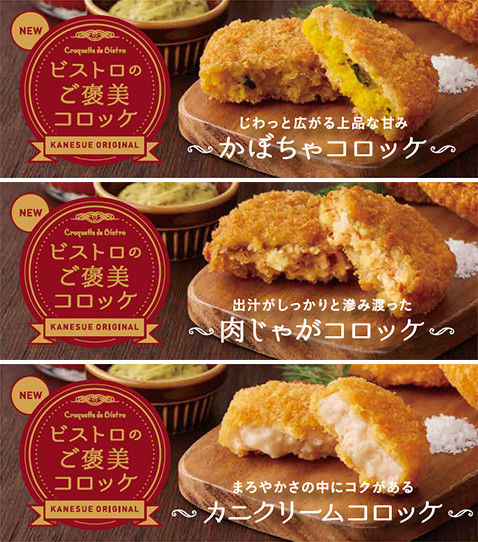 NEW
Croquette de Bistro
ビストロの
ご褒美
コロッケ
KANESUE ORIGINAL
じわっと広がる上品な甘み
かぼちゃコロッケ
NEW
Croquette de Bistro
ビストロの
ご褒美
コロッケ
KANESUE ORIGINAL
出汁がしっかりと滲み渡った
肉じゃがコロッケ
NEW
Croquette de Bistro
ビストロの
ご褒美
コロッケ
KANESUE ORIGINAL
まろやかさの中にコクがある
カニクリームコロッケ